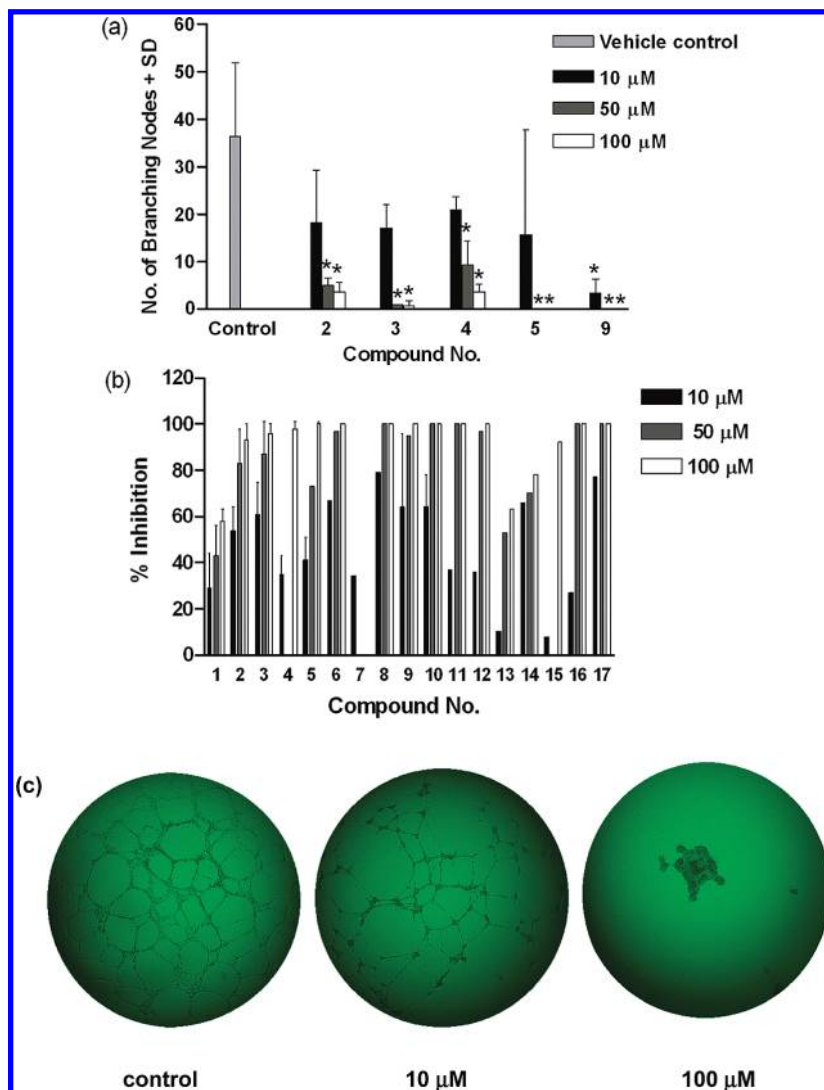 (a)
No. of Branching Nodes + SD
60
50
40
30
20
10
0
Vehicle control
10 μM
50 μM
100 μM
* *
* *
* *
* *
* * *
Control 2 3 4 5 9
Compound No.
(b)
% Inhibition
120
100
80
60
40
20
0
10 μM
50 μM
100 μM
1 2 3 4 5 6 7 8 9 10 11 12 13 14 15 16 17
Compound No.
(c)
control 10 μM 100 μM